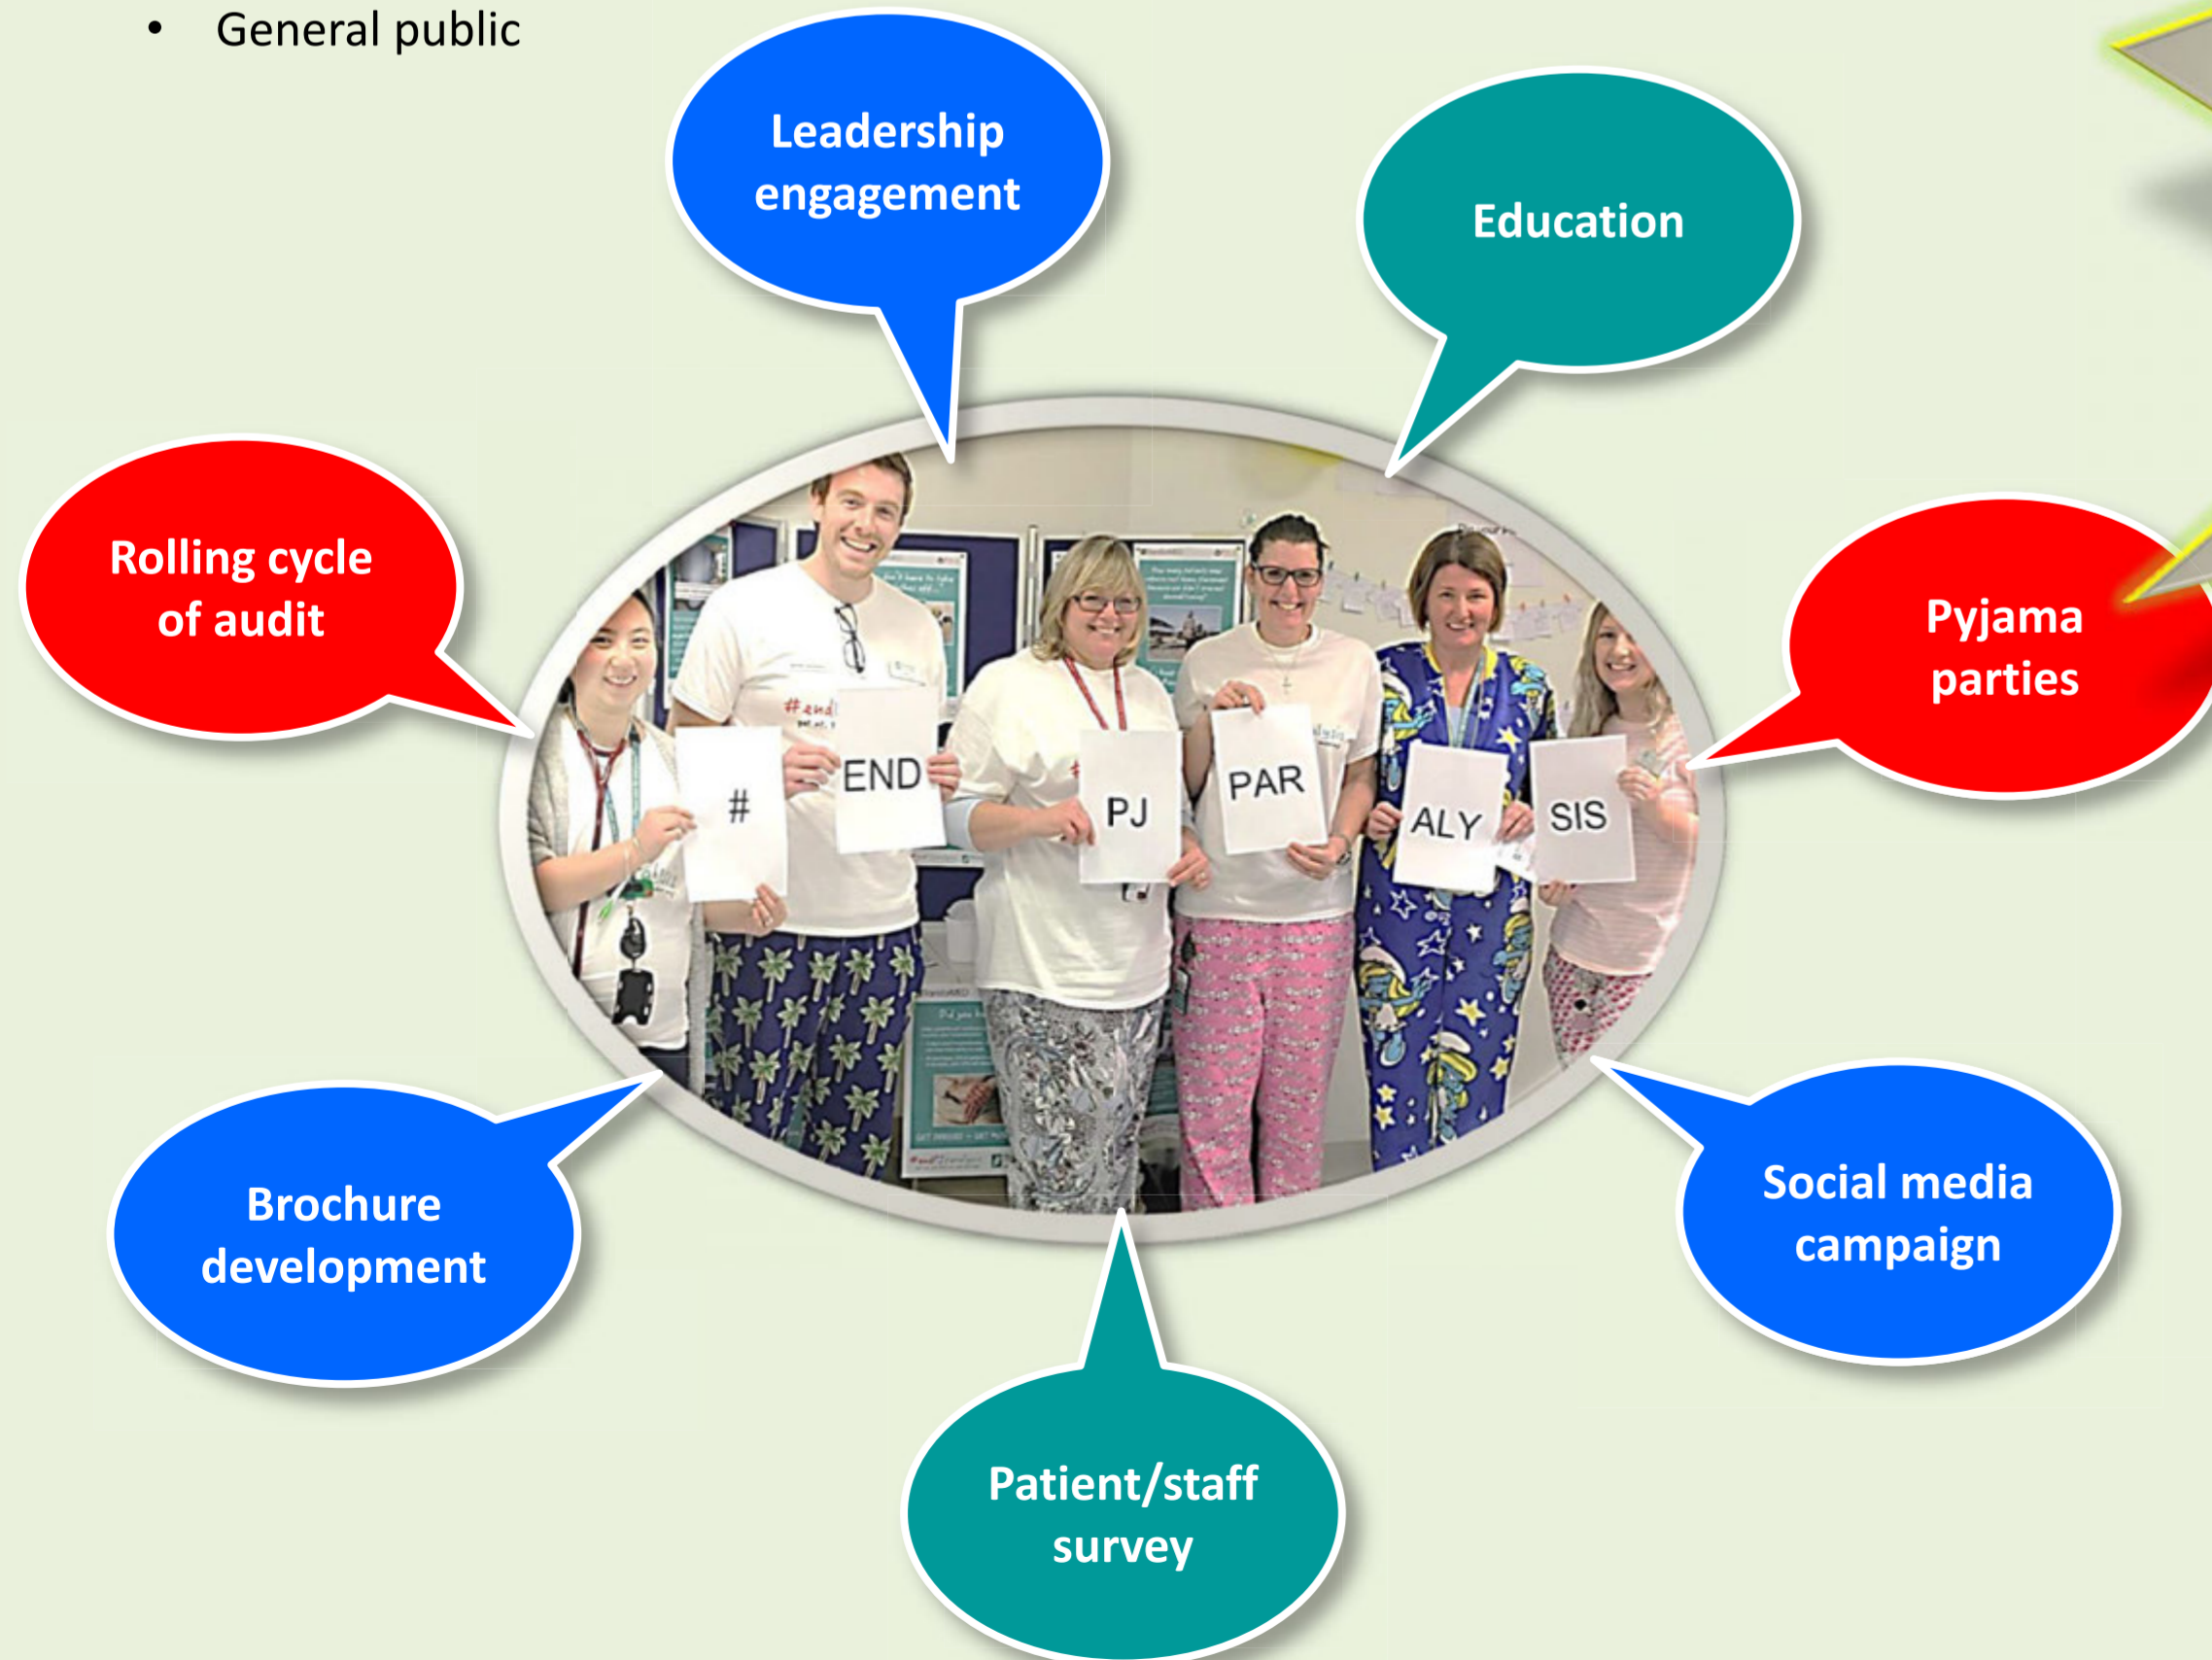 • General public
Leadership
engagement
Education
Rolling cycle
of audit
Pyjama
parties
#
END
PJ
PAR
ALY
SIS
#end
Brochure
development
Social media
campaign
Patient/staff
survey